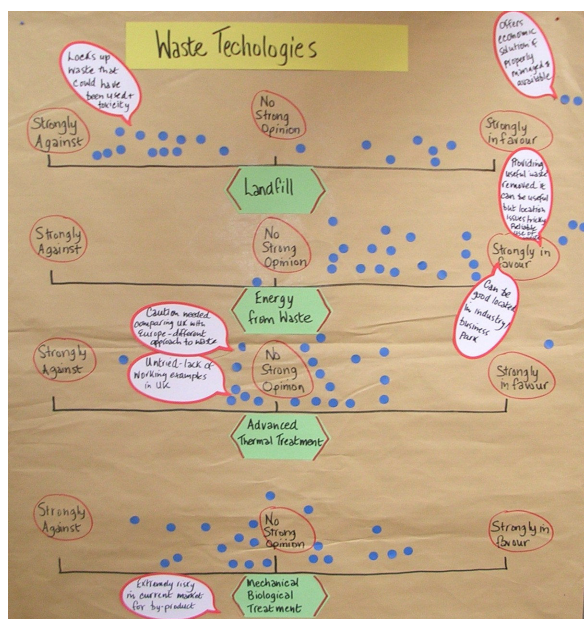 Waste Techologies
Locks up
waste that
could have
been used +
toxicity
Offers
economic
solution if
properly
managed &
available
Strongly
Against
No
Strong
Opinion
Strongly
in favour
Landfill
Providing
useful waste
removed it
can be useful
but location
issues tricky
Reliable
use of
Strongly
Against
No
Strong
Opinion
Strongly in
favour
Energy
from Waste
Can be
good located
in industry/
business
Park
Caution needed
comparing UK with
Europe - different
approach to waste
Untried - lack of
working examples
in UK
Strongly
Against
No
Strong
Opinion
Strongly
in favour
Advanced
Thermal Treatment
Strongly
Against
No
Strong
Opinion
Strongly in
favour
Extremely risky
in current market
for by-product
Mechanical
Biological
Treatment